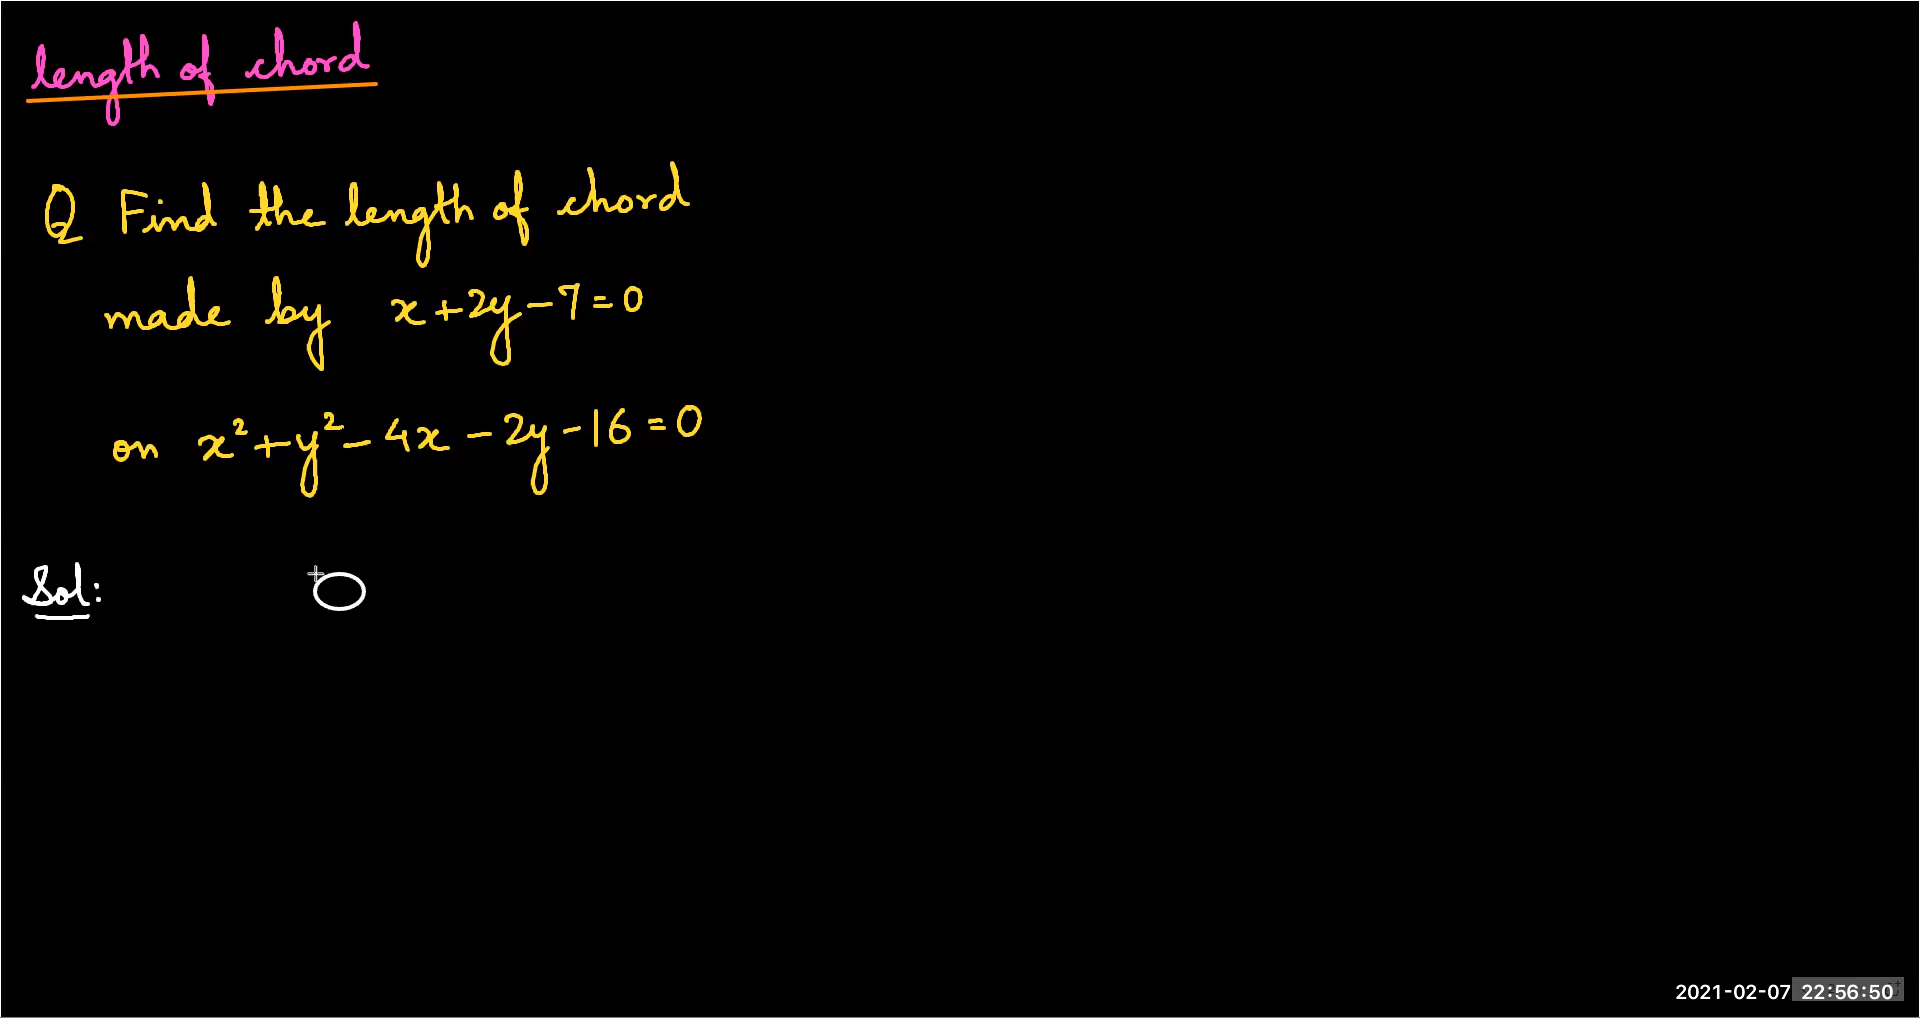 length of chord
Q Find the length of chord
made by x+2y-7=0
on x²+y²-4x-2y-16=0
Sol:
2021-02-07 22:56:50